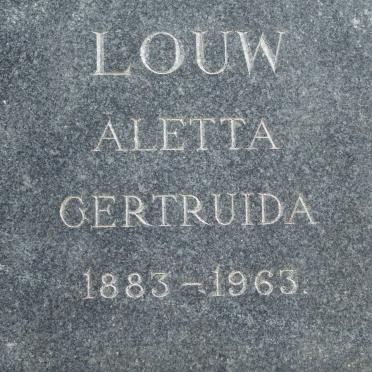 LOUW
ALETTA
GERTRUIDA
1883-1963.